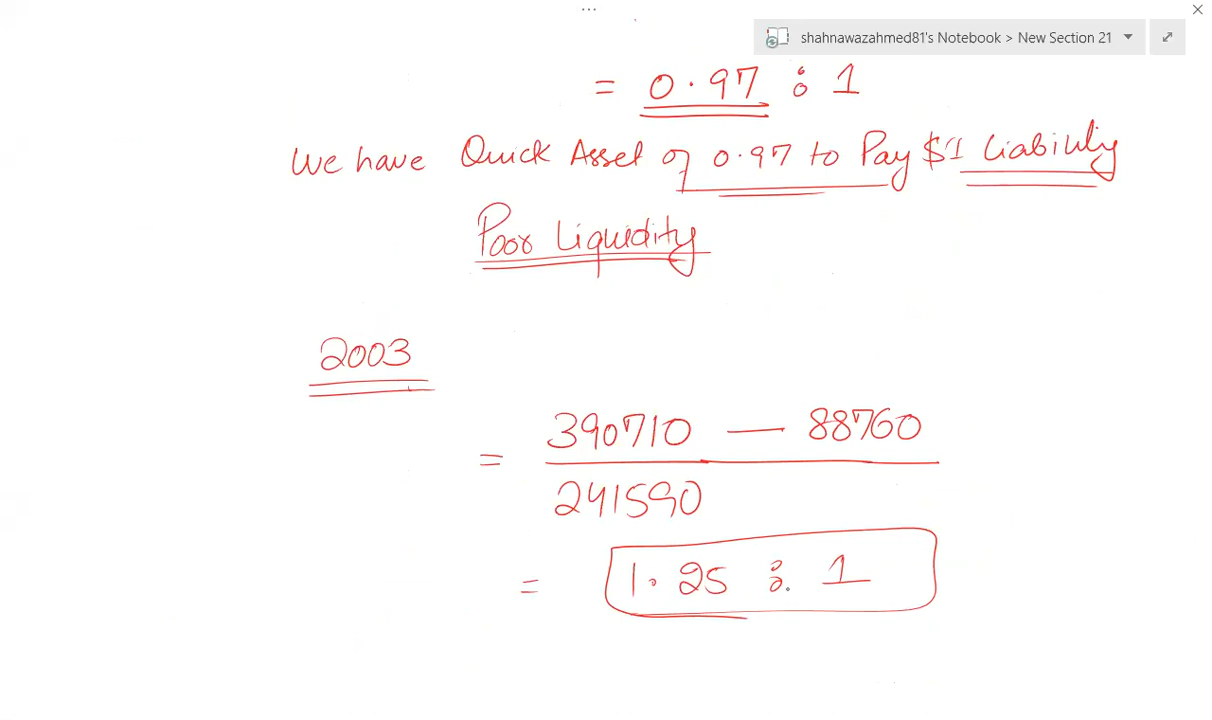 shahnawazahmed81's Notebook > New Section 21
= 0.97 : 1
We have Quick Asset of 0.97 to Pay $1 Liability
Poor Liquidity
2003
= 390710 — 88760
241590
= 1.25 : 1